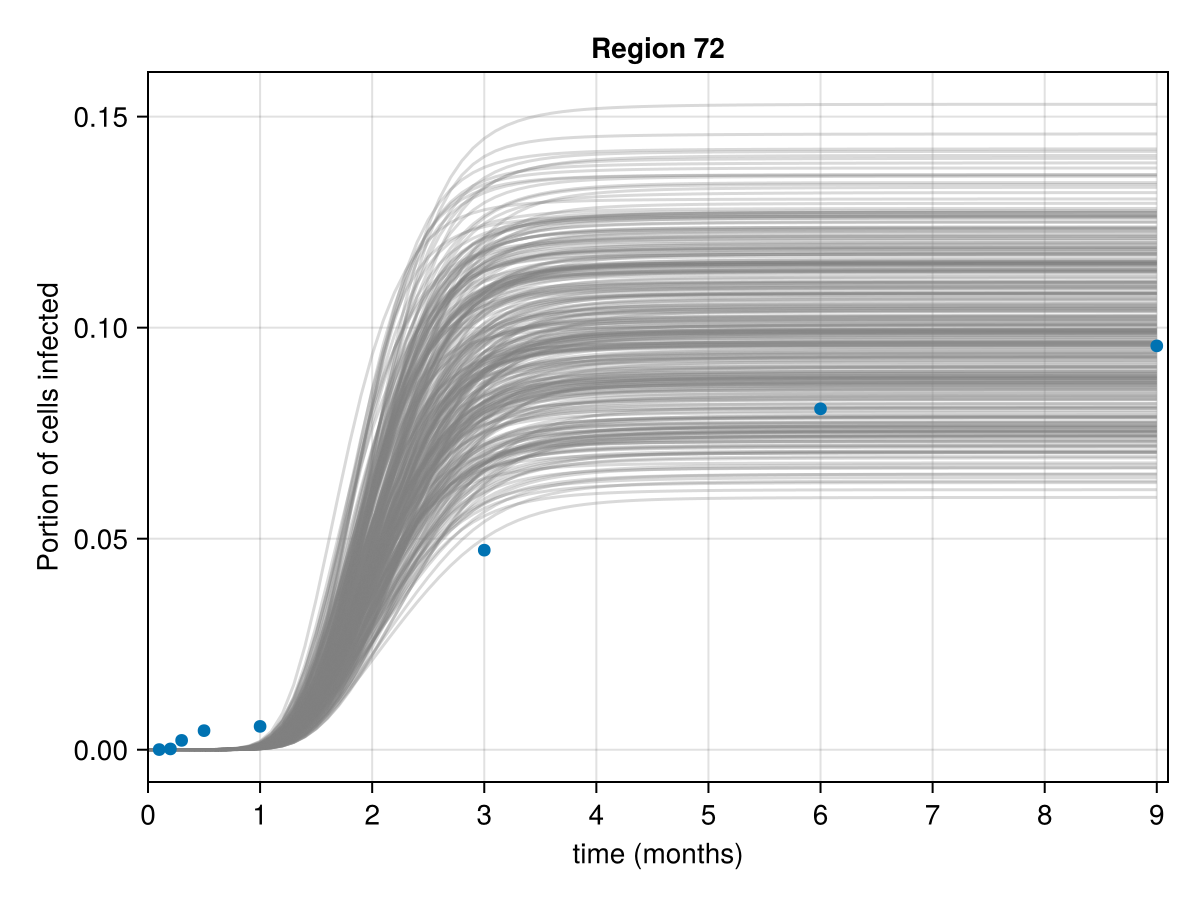 Region 72
Portion of cells infected
0.15
0.10
0.05
0.00
0 1 2 3 4 5 6 7 8 9
time (months)